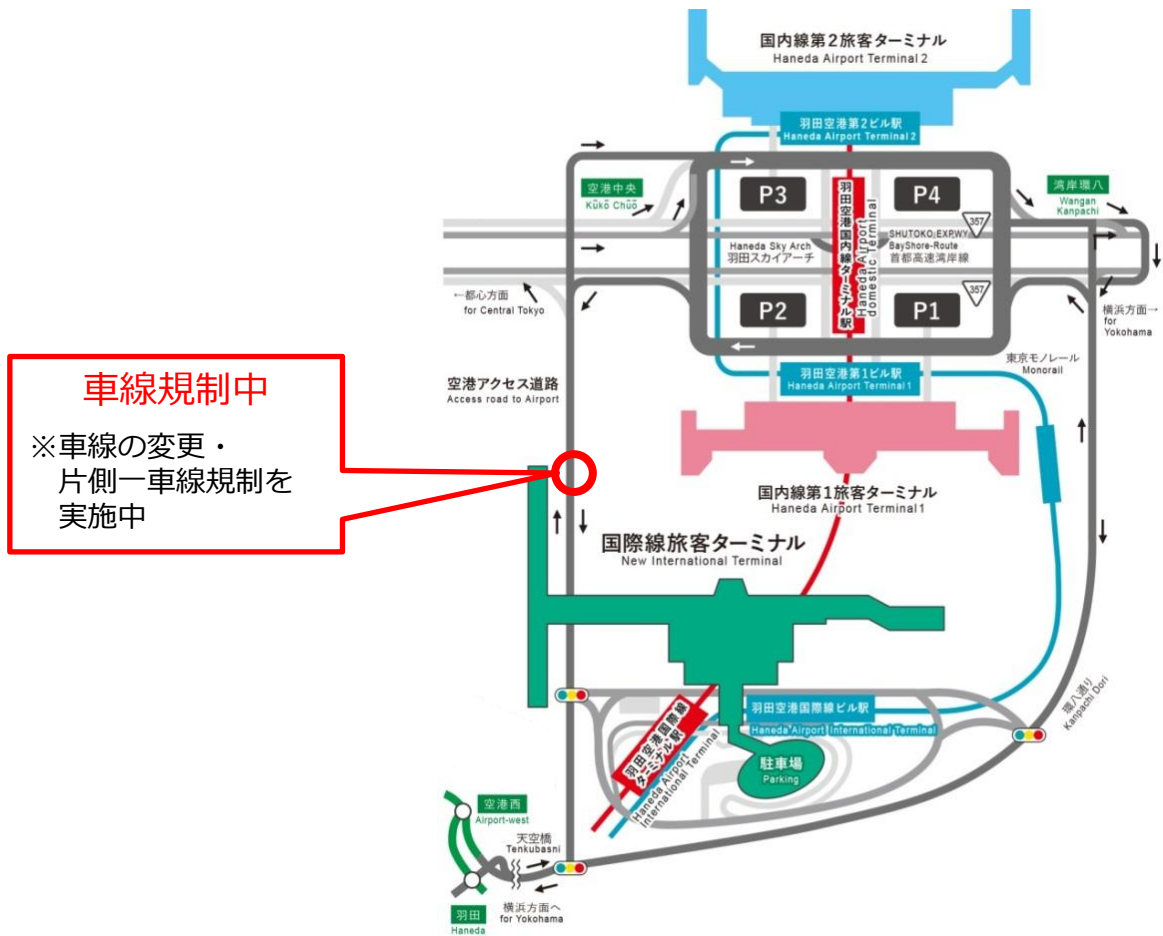 国内線第2旅客ターミナル
Haneda Airport Terminal 2
羽田空港第2ビル駅
Haneda Airport Terminal 2
空港中央
Kūkō Chūō
P3
P4
湾岸環八
Wangan
Kanpachi
357
羽田空港国内線ターミナル駅
Haneda Airport
domestic Terminal
Haneda Sky Arch
羽田スカイアーチ
SHUTOKO EXPWY
BayShore-Route
首都高速湾岸線
←都心方面
for Central Tokyo
P2
P1
357
横浜方面→
for
Yokohama
車線規制中
※車線の変更・
片側一車線規制を
実施中
空港アクセス道路
Access road to Airport
羽田空港第1ビル駅
Haneda Airport Terminal 1
東京モノレール
Monorail
国内線第1旅客ターミナル
Haneda Airport Terminal 1
国際線旅客ターミナル
New International Terminal
環八通り
Kanpachi Dori
羽田空港国際線
ターミナル駅
Haneda Airport
International Terminal
羽田空港国際線ビル駅
Haneda Airport International Terminal
駐車場
Parking
空港西
Airport-west
天空橋
Tenkubasni
羽田
Haneda
横浜方面へ
for Yokohama